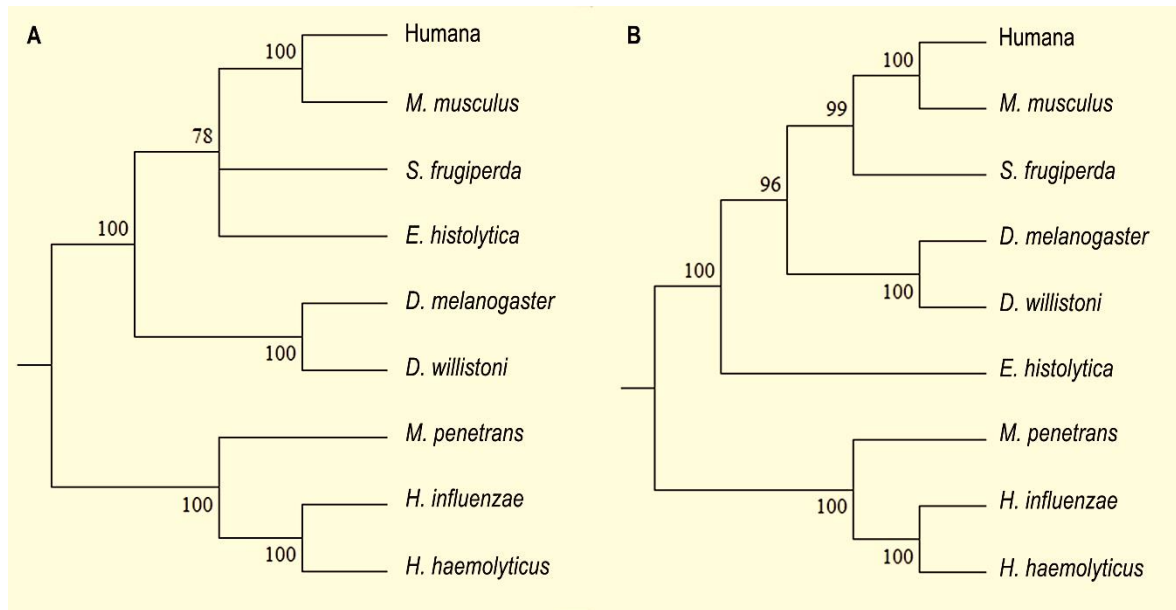 A
Humana
100
M. musculus
78
S. frugiperda
100
E. histolytica
D. melanogaster
100
D. willistoni
M. penetrans
100
H. influenzae
100
H. haemolyticus
B
Humana
100
M. musculus
99
S. frugiperda
96
D. melanogaster
100
100
D. willistoni
E. histolytica
M. penetrans
100
H. influenzae
100
H. haemolyticus